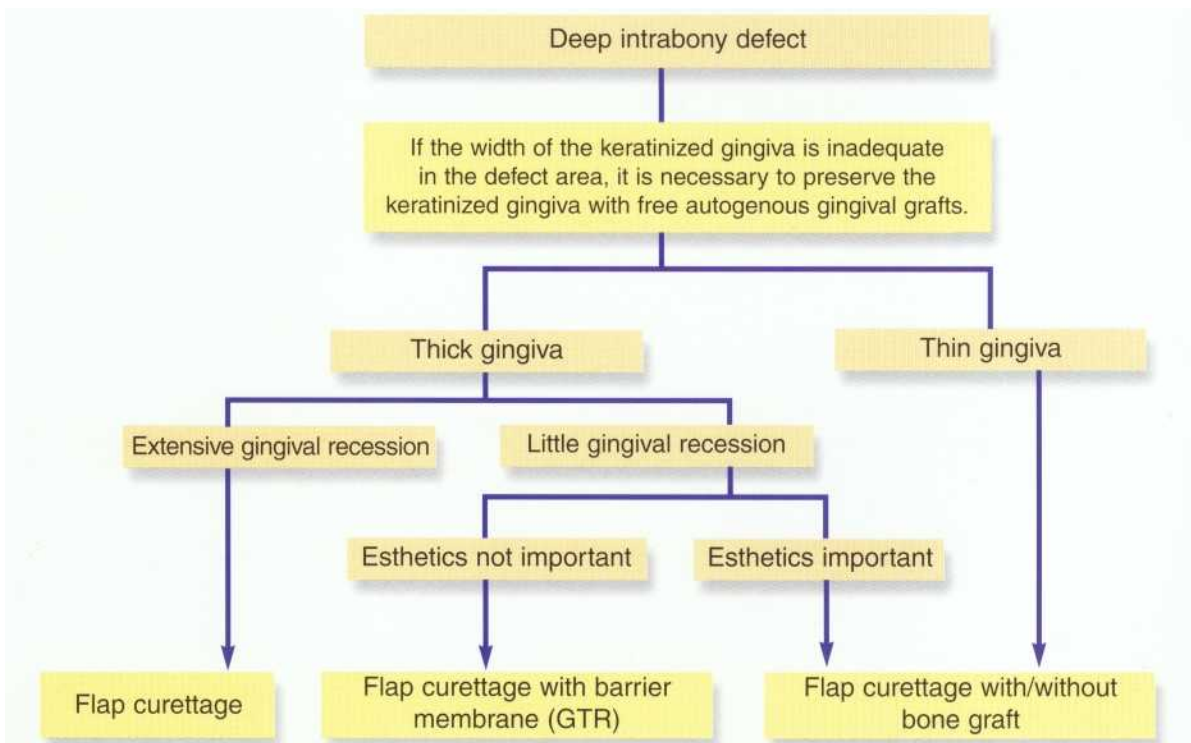 Deep intrabony defect
If the width of the keratinized gingiva is inadequate
in the defect area, it is necessary to preserve the
keratinized gingiva with free autogenous gingival grafts.
Thick gingiva
Thin gingiva
Extensive gingival recession
Little gingival recession
Esthetics not important
Esthetics important
Flap curettage
Flap curettage with barrier
membrane (GTR)
Flap curettage with/without
bone graft